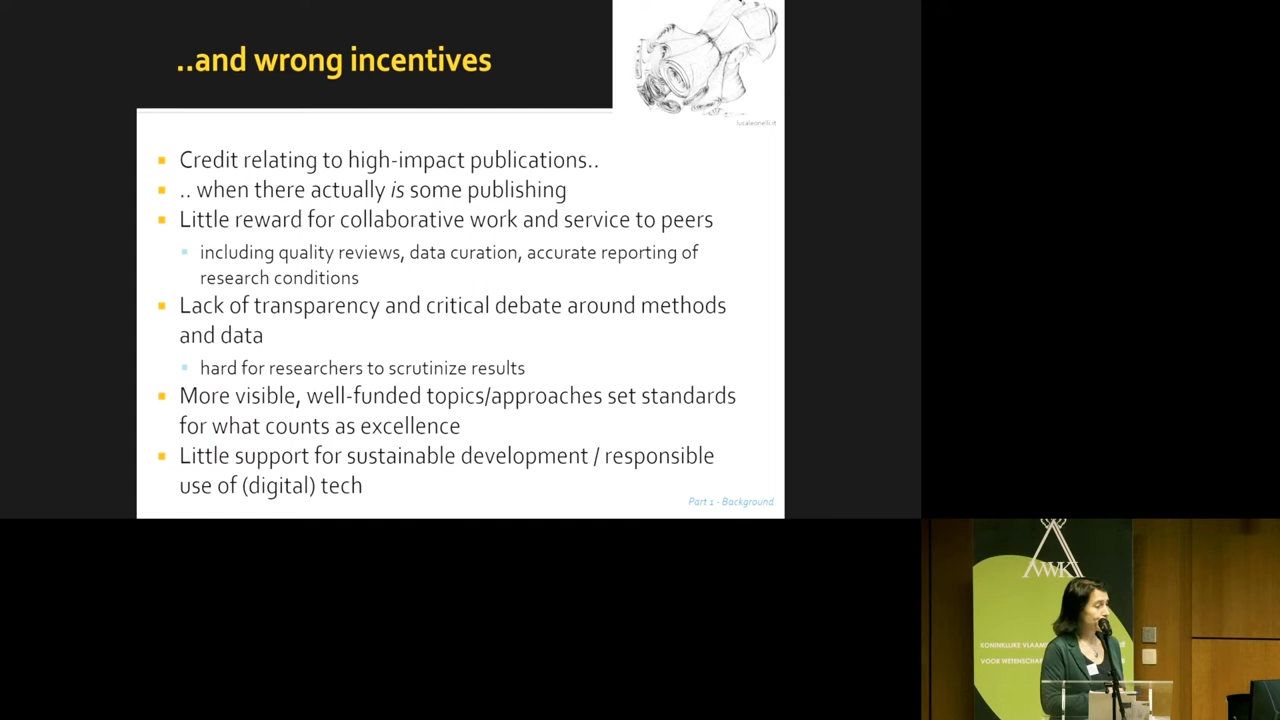 ..and wrong incentives
lucaleonelli.it
Credit relating to high-impact publications..
.. when there actually is some publishing
Little reward for collaborative work and service to peers
including quality reviews, data curation, accurate reporting of
research conditions
Lack of transparency and critical debate around methods
and data
hard for researchers to scrutinize results
More visible, well-funded topics/approaches set standards
for what counts as excellence
Little support for sustainable development / responsible
use of (digital) tech
Part 1 - Background
KONINKLIJKE VLAAM
VOOR WETENSCHA